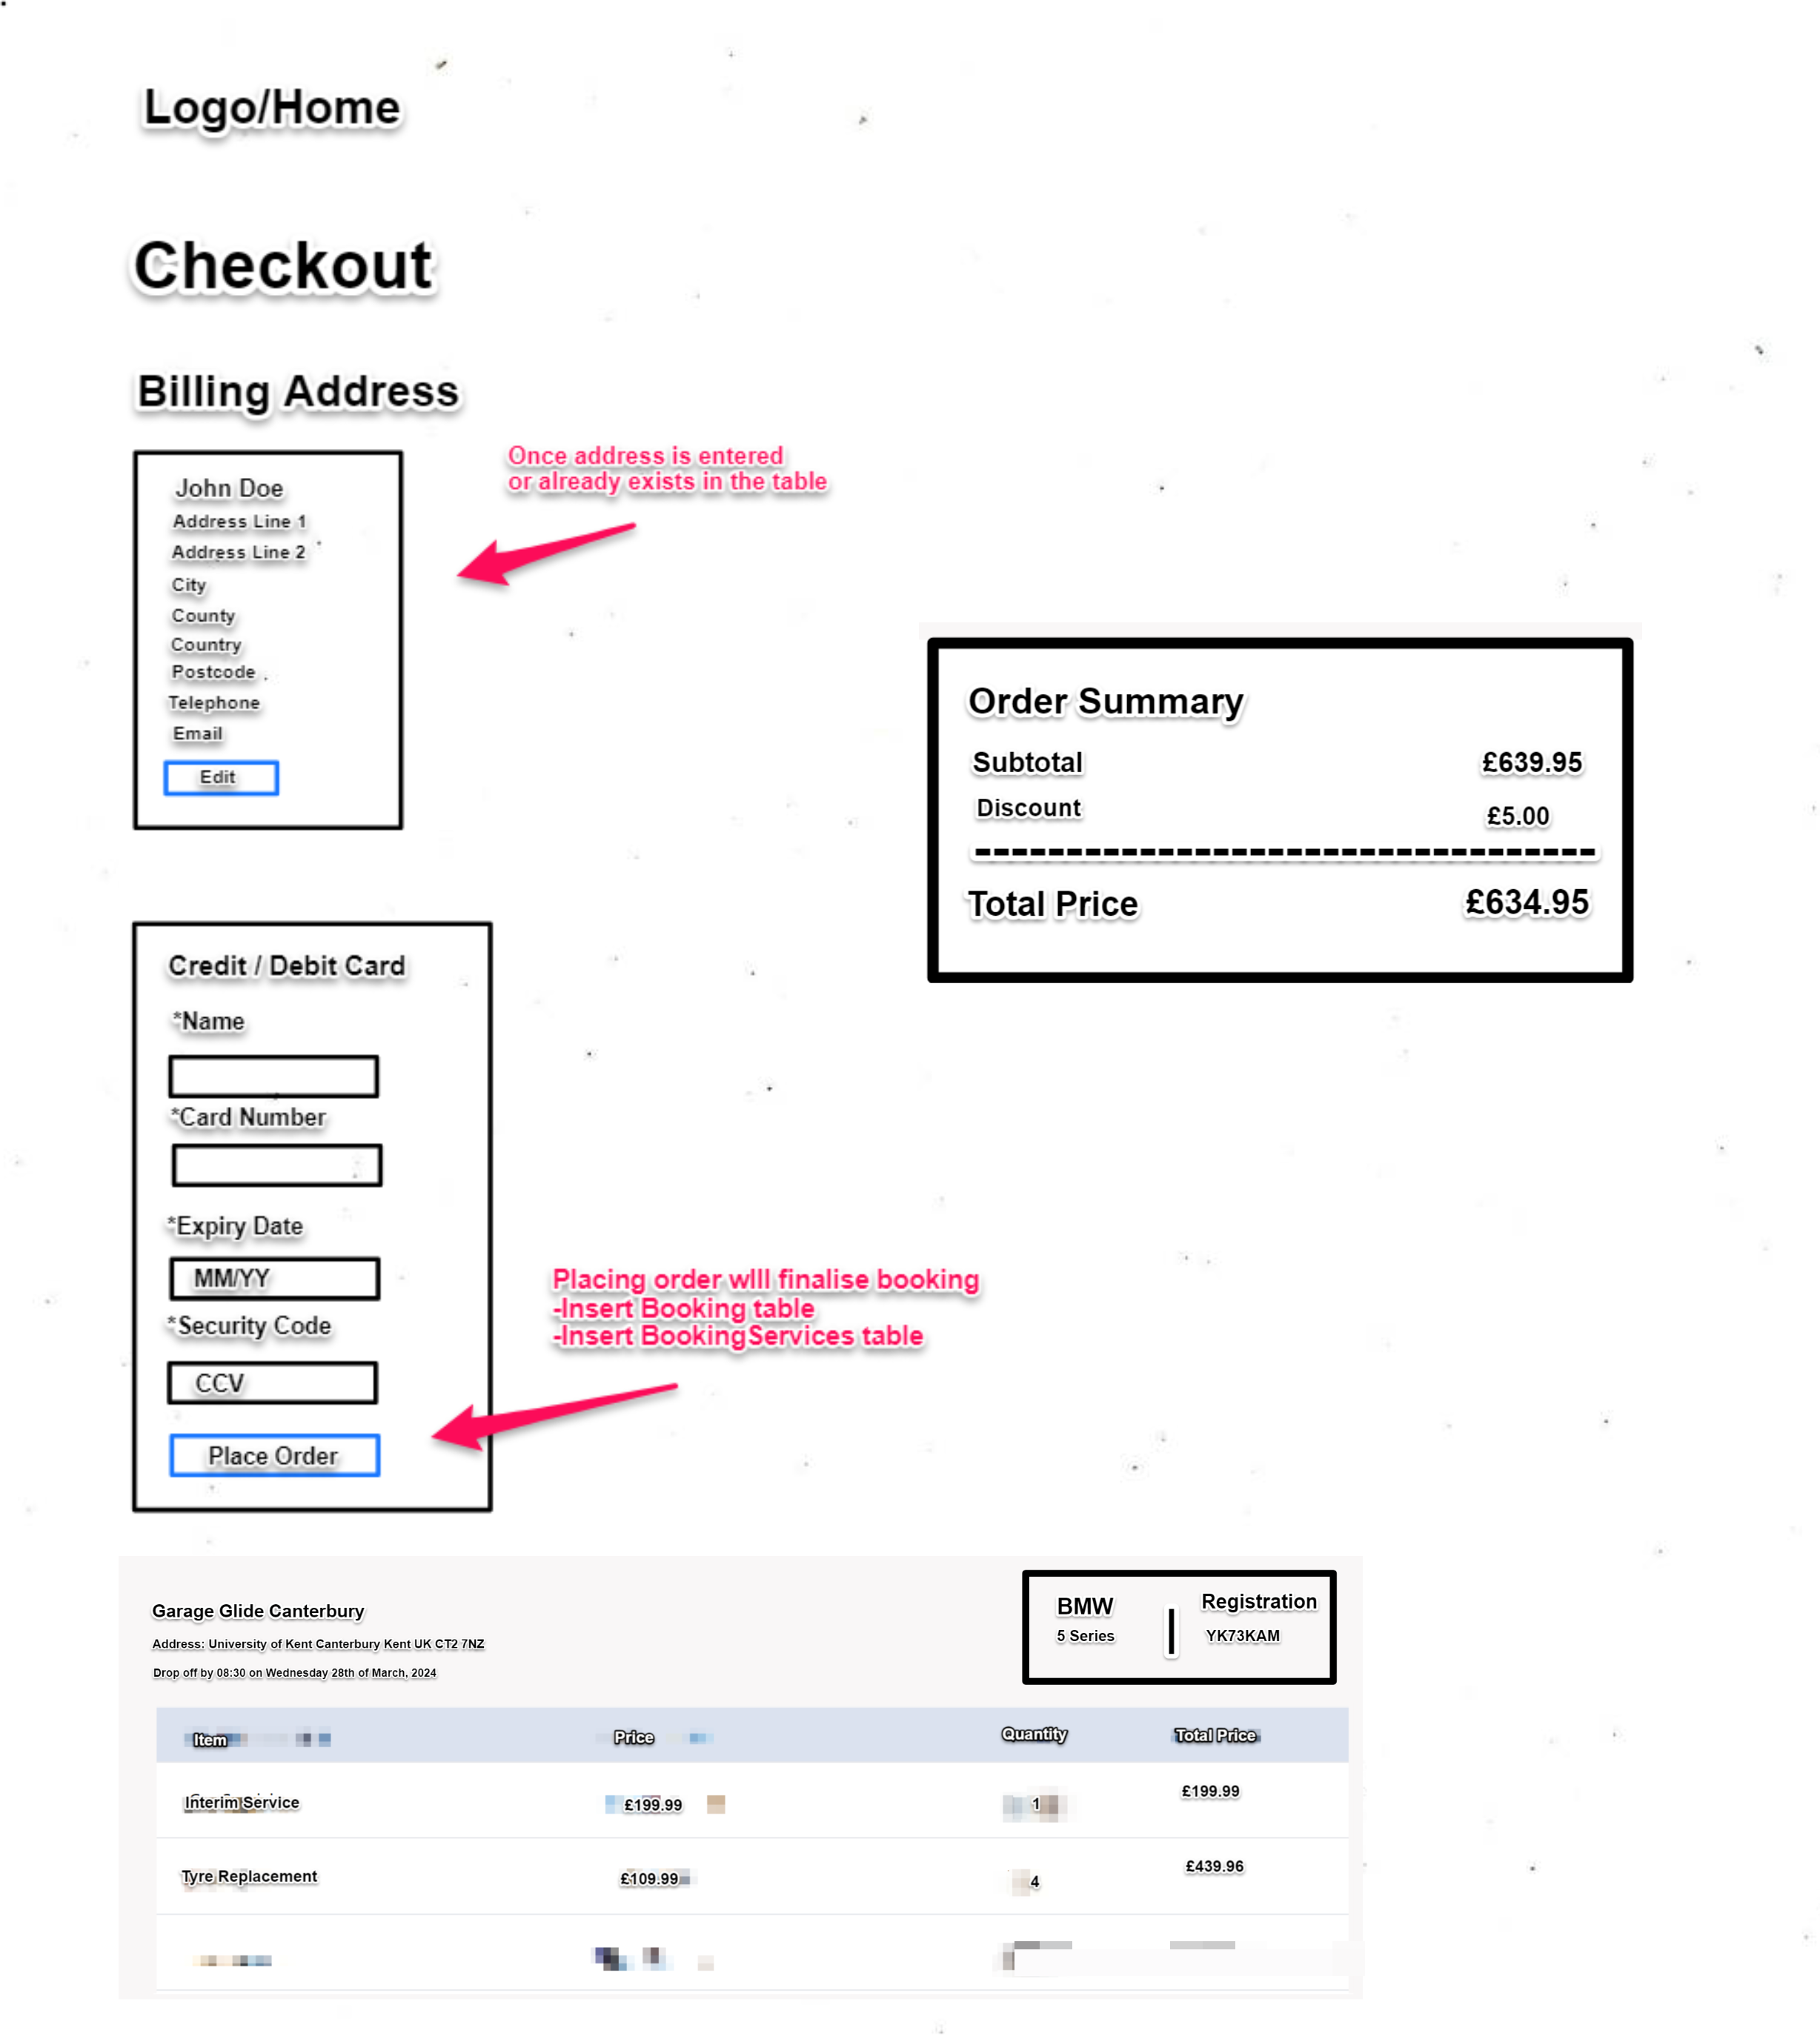 Logo/Home
Checkout
Billing Address
John Doe
Address Line 1
Address Line 2
City
County
Country
Postcode
Telephone
Email
Edit
Once address is entered
or already exists in the table
Order Summary
Subtotal £639.95
Discount £5.00
Total Price £634.95
Credit / Debit Card
*Name
*Card Number
*Expiry Date
MM/YY
*Security Code
CCV
Place Order
Placing order wIll finalise booking
-Insert Booking table
-Insert BookingServices table
Garage Glide Canterbury
Address: University of Kent Canterbury Kent UK CT2 7NZ
Drop off by 08:30 on Wednesday 28th of March, 2024
BMW | Registration
5 Series YK73KAM
Item Price Quantity Total Price
Interim Service £199.99 1 £199.99
Tyre Replacement £109.99 4 £439.96